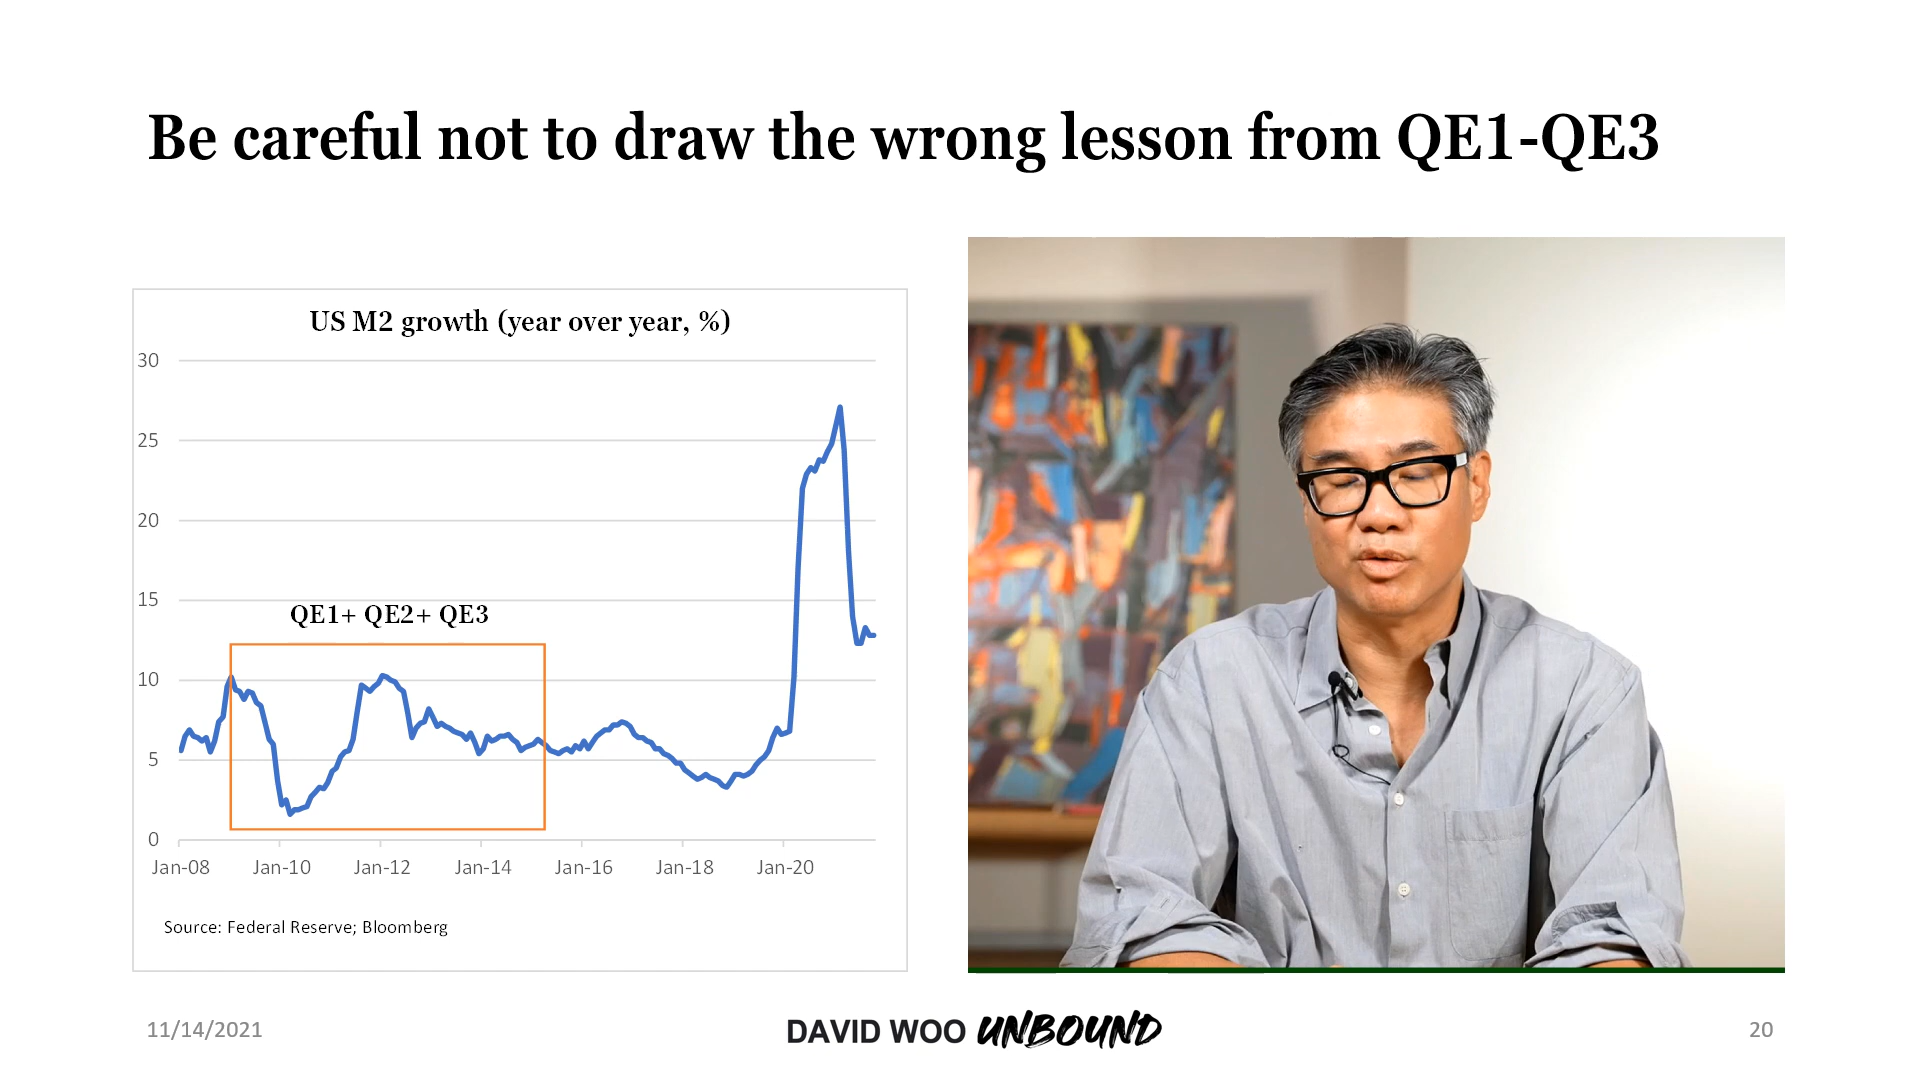 Be careful not to draw the wrong lesson from QE1-QE3
US M2 growth (year over year, %)
30
25
20
15
10
5
0
QE1+ QE2+ QE3
Jan-08 Jan-10 Jan-12 Jan-14 Jan-16 Jan-18 Jan-20
Source: Federal Reserve; Bloomberg
11/14/2021
DAVID WOO UNBOUND
20